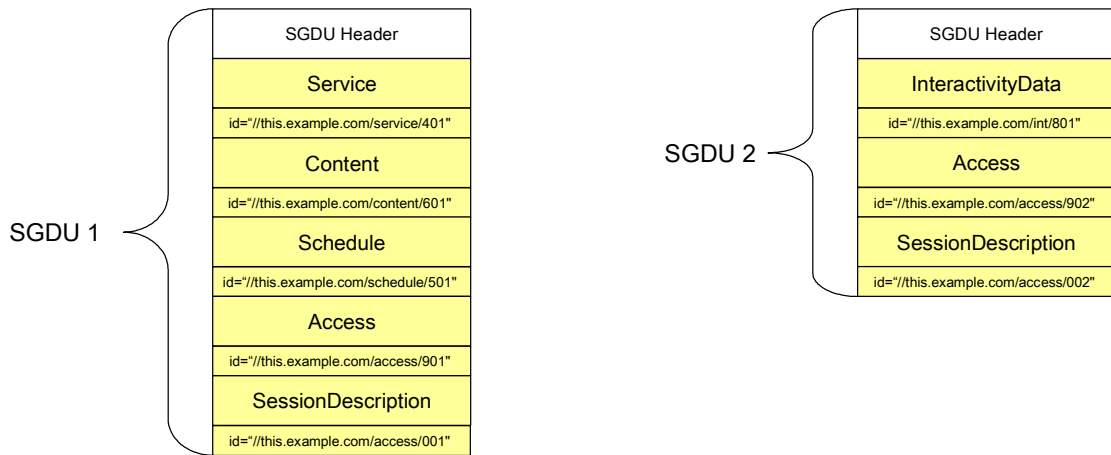 SGDU 1
SGDU Header
Service
id=“//this.example.com/service/401"
Content
id=“//this.example.com/content/601"
Schedule
id=“//this.example.com/schedule/501"
Access
id=“//this.example.com/access/901"
SessionDescription
id=“//this.example.com/access/001"
SGDU 2
SGDU Header
InteractivityData
id=“//this.example.com/int/801"
Access
id=“//this.example.com/access/902"
SessionDescription
id=“//this.example.com/access/002"